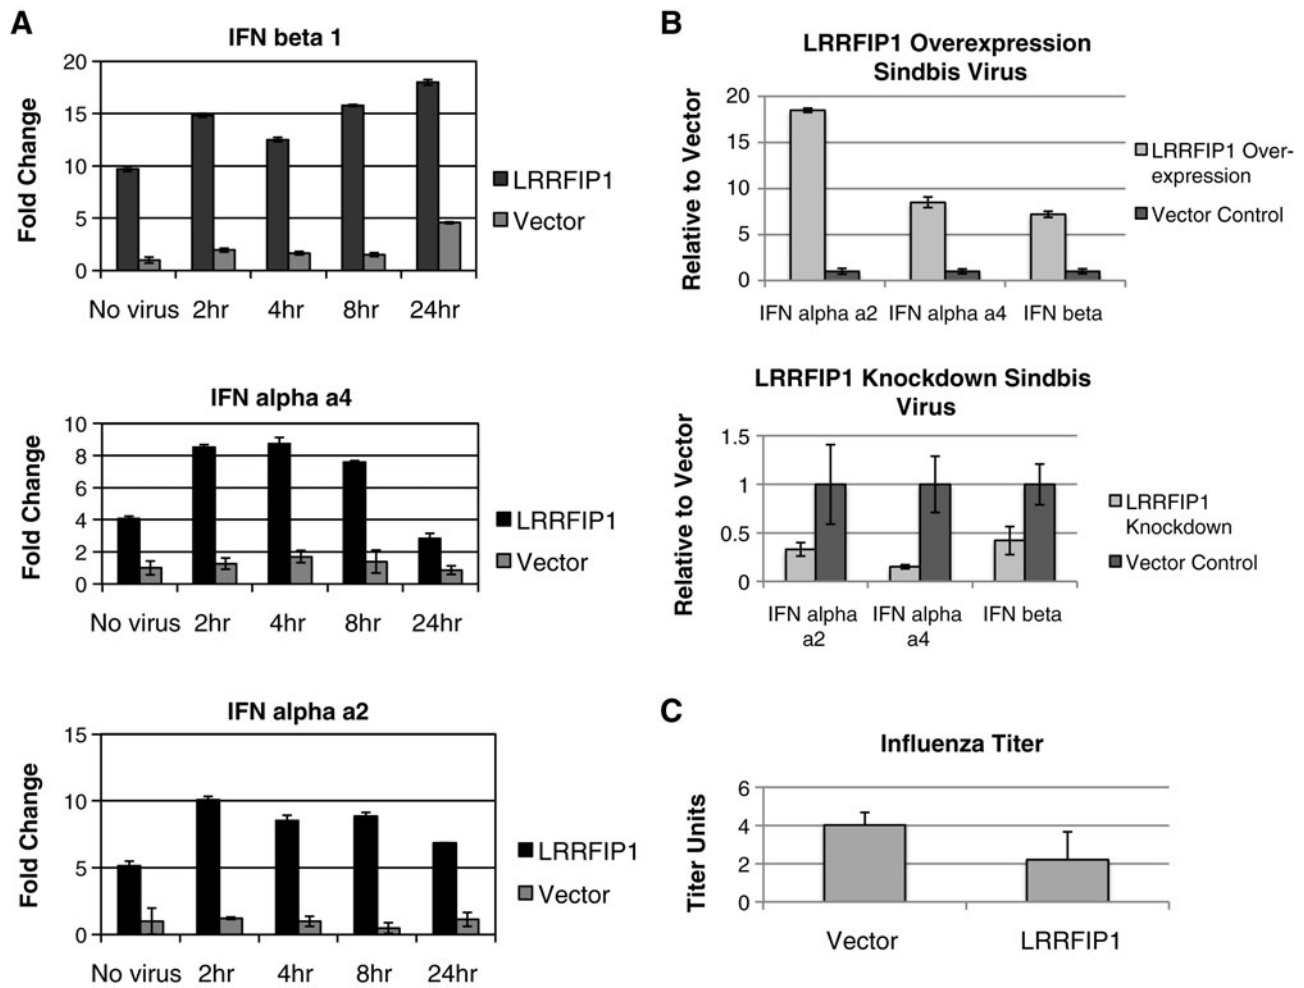 A
IFN beta 1
Fold Change
20
15
10
5
0
No virus 2hr 4hr 8hr 24hr
LRRFIP1
Vector
IFN alpha a4
Fold Change
10
8
6
4
2
0
No virus 2hr 4hr 8hr 24hr
LRRFIP1
Vector
IFN alpha a2
Fold Change
15
10
5
0
No virus 2hr 4hr 8hr 24hr
LRRFIP1
Vector
B
LRRFIP1 Overexpression
Sindbis Virus
Relative to Vector
20
15
10
5
0
IFN alpha a2 IFN alpha a4 IFN beta
LRRFIP1 Over-
expression
Vector Control
LRRFIP1 Knockdown Sindbis
Virus
Relative to Vector
1.5
1
0.5
0
IFN alpha IFN alpha IFN beta
a2 a4
LRRFIP1
Knockdown
Vector Control
C
Influenza Titer
Titer Units
6
4
2
0
Vector LRRFIP1